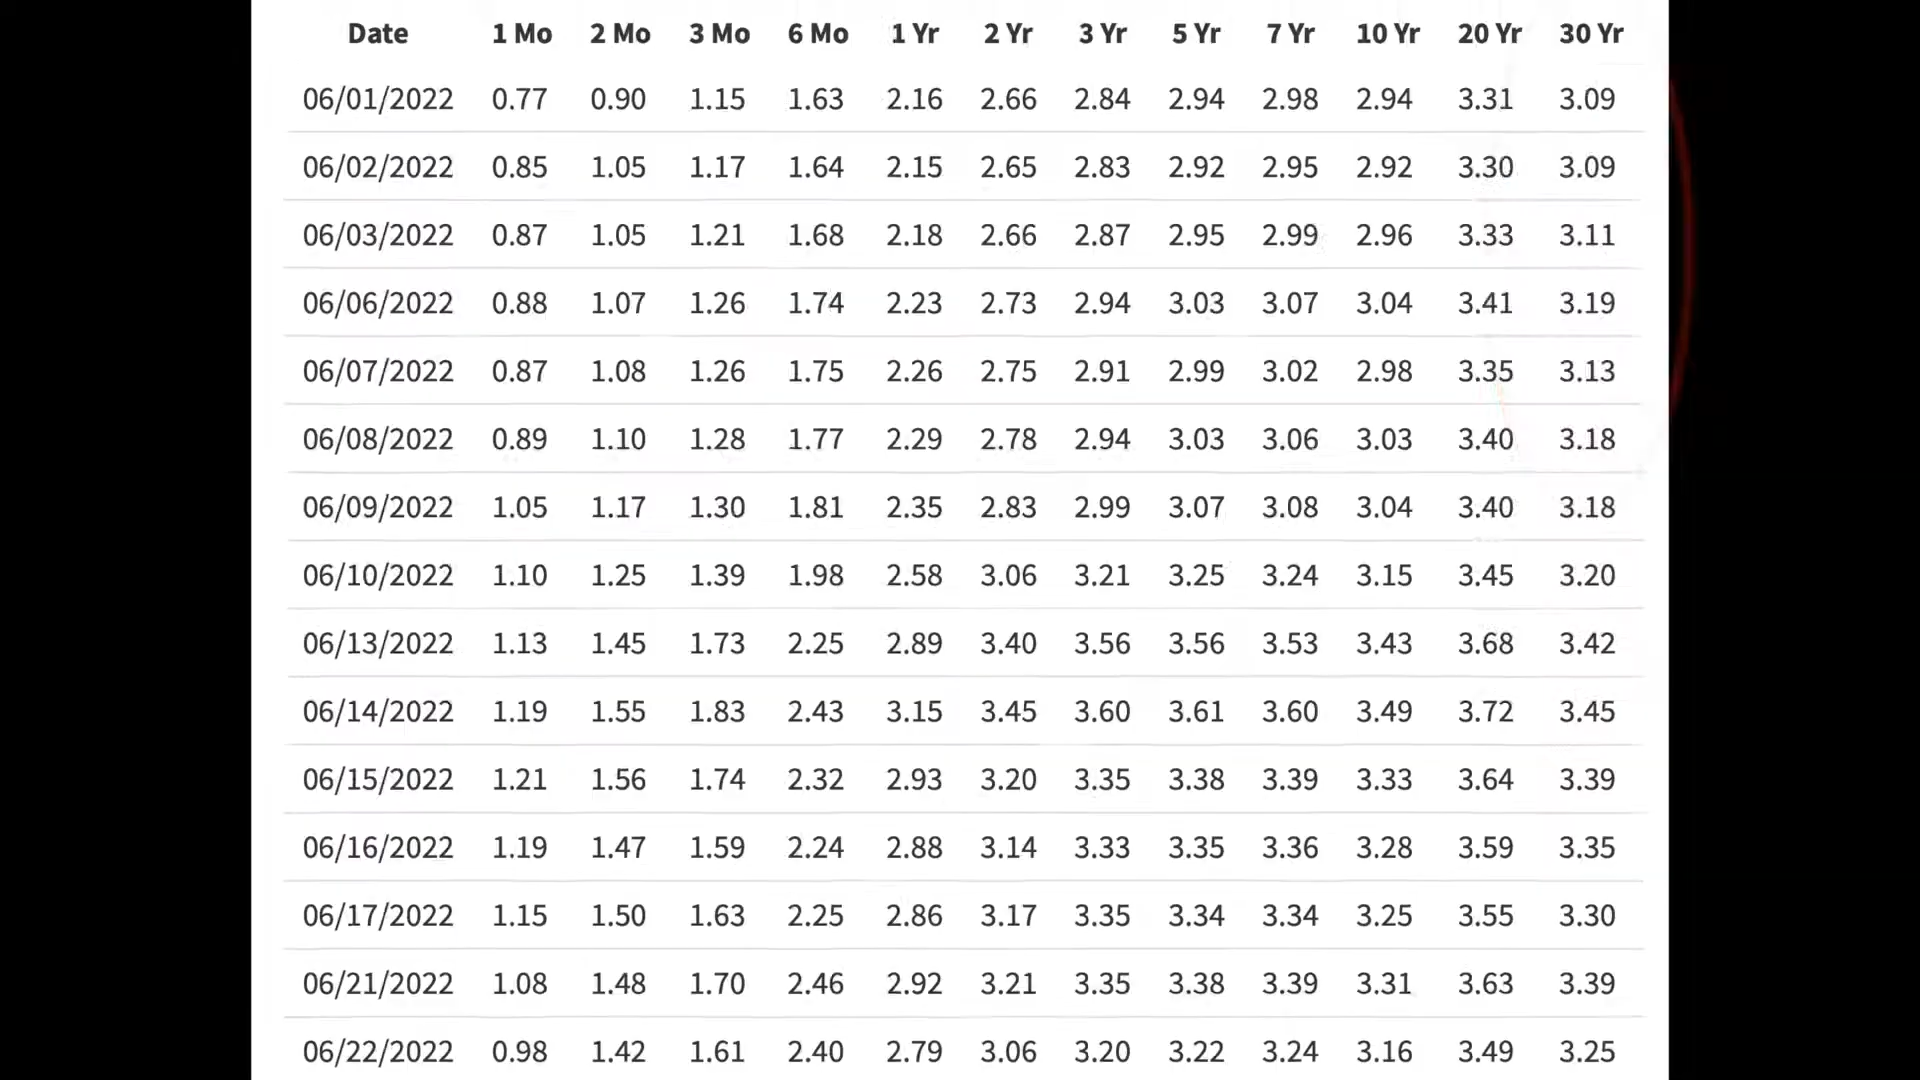 Date 1 Mo 2 Mo 3 Mo 6 Mo 1 Yr 2 Yr 3 Yr 5 Yr 7 Yr 10 Yr 20 Yr 30 Yr
06/01/2022 0.77 0.90 1.15 1.63 2.16 2.66 2.84 2.94 2.98 2.94 3.31 3.09
06/02/2022 0.85 1.05 1.17 1.64 2.15 2.65 2.83 2.92 2.95 2.92 3.30 3.09
06/03/2022 0.87 1.05 1.21 1.68 2.18 2.66 2.87 2.95 2.99 2.96 3.33 3.11
06/06/2022 0.88 1.07 1.26 1.74 2.23 2.73 2.94 3.03 3.07 3.04 3.41 3.19
06/07/2022 0.87 1.08 1.26 1.75 2.26 2.75 2.91 2.99 3.02 2.98 3.35 3.13
06/08/2022 0.89 1.10 1.28 1.77 2.29 2.78 2.94 3.03 3.06 3.03 3.40 3.18
06/09/2022 1.05 1.17 1.30 1.81 2.35 2.83 2.99 3.07 3.08 3.04 3.40 3.18
06/10/2022 1.10 1.25 1.39 1.98 2.58 3.06 3.21 3.25 3.24 3.15 3.45 3.20
06/13/2022 1.13 1.45 1.73 2.25 2.89 3.40 3.56 3.56 3.53 3.43 3.68 3.42
06/14/2022 1.19 1.55 1.83 2.43 3.15 3.45 3.60 3.61 3.60 3.49 3.72 3.45
06/15/2022 1.21 1.56 1.74 2.32 2.93 3.20 3.35 3.38 3.39 3.33 3.64 3.39
06/16/2022 1.19 1.47 1.59 2.24 2.88 3.14 3.33 3.35 3.36 3.28 3.59 3.35
06/17/2022 1.15 1.50 1.63 2.25 2.86 3.17 3.35 3.34 3.34 3.25 3.55 3.30
06/21/2022 1.08 1.48 1.70 2.46 2.92 3.21 3.35 3.38 3.39 3.31 3.63 3.39
06/22/2022 0.98 1.42 1.61 2.40 2.79 3.06 3.20 3.22 3.24 3.16 3.49 3.25